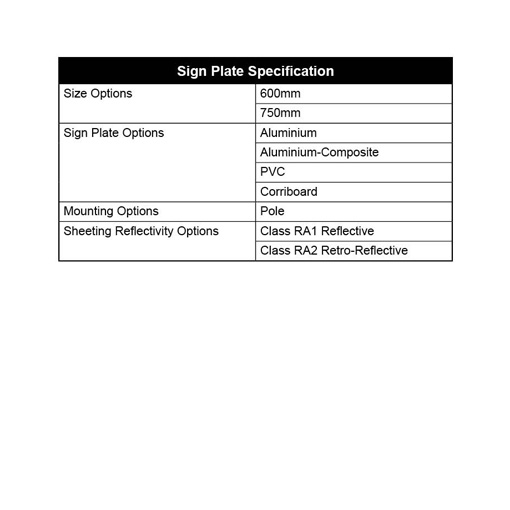 Sign Plate Specification
Size Options 600mm
750mm
Sign Plate Options Aluminium
Aluminium-Composite
PVC
Corriboard
Mounting Options Pole
Sheeting Reflectivity Options Class RA1 Reflective
Class RA2 Retro-Reflective